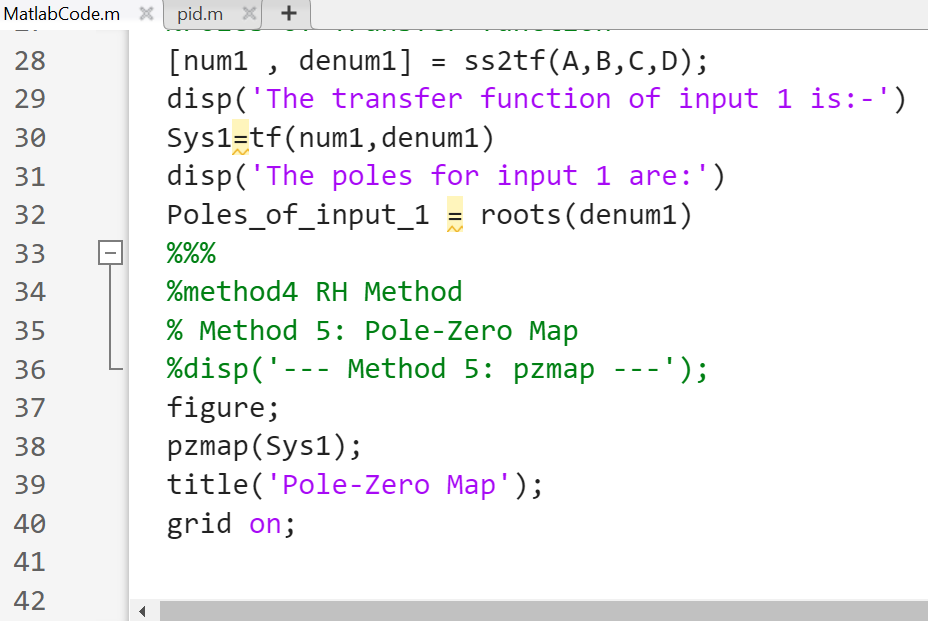 MatlabCode.m × pid.m × +
28 [num1 , denum1] = ss2tf(A,B,C,D);
29 disp('The transfer function of input 1 is:-')
30 Sys1=tf(num1,denum1)
31 disp('The poles for input 1 are:')
32 Poles_of_input_1 = roots(denum1)
33 %%%
34 %method4 RH Method
35 % Method 5: Pole-Zero Map
36 %disp('--- Method 5: pzmap ---');
37 figure;
38 pzmap(Sys1);
39 title('Pole-Zero Map');
40 grid on;
41
42